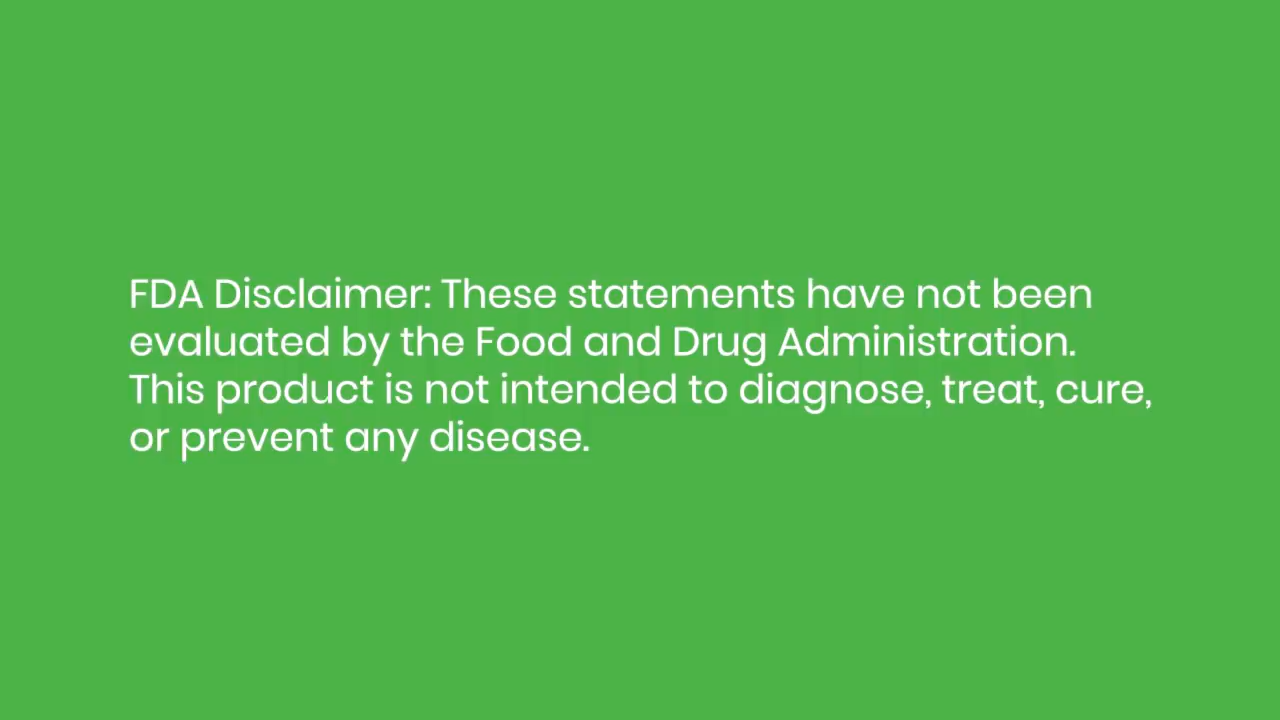 FDA Disclaimer: These statements have not been
evaluated by the Food and Drug Administration.
This product is not intended to diagnose, treat, cure,
or prevent any disease.